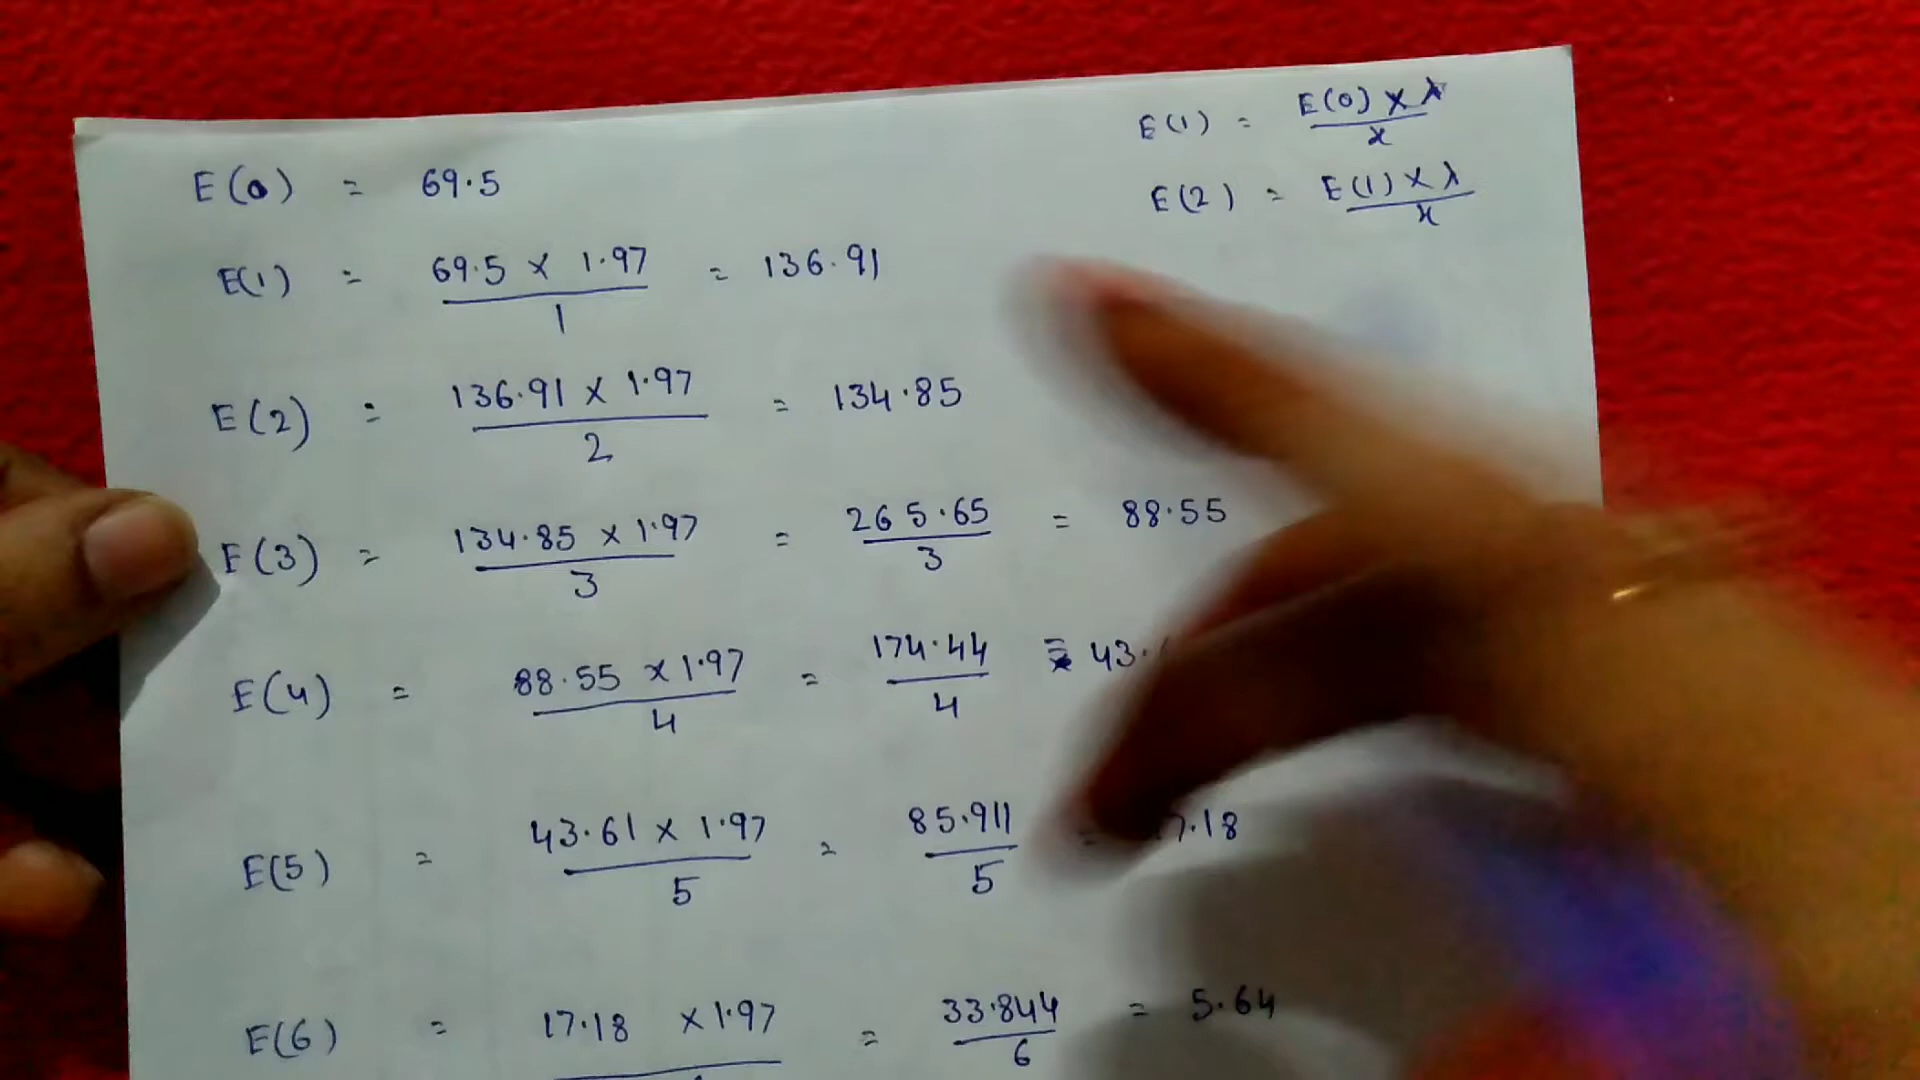 E(1) = E(0) × λ / x
E(2) = E(1) × λ / x
E(0) = 69.5
E(1) = 69.5 × 1.97 / 1 = 136.91
E(2) = 136.91 × 1.97 / 2 = 134.85
E(3) = 134.85 × 1.97 / 3 = 265.65 / 3 = 88.55
E(4) = 88.55 × 1.97 / 4 = 174.44 / 4 = 43.
E(5) = 43.61 × 1.97 / 5 = 85.911 / 5 = 7.18
E(6) = 17.18 × 1.97 = 33.844 / 6 = 5.64